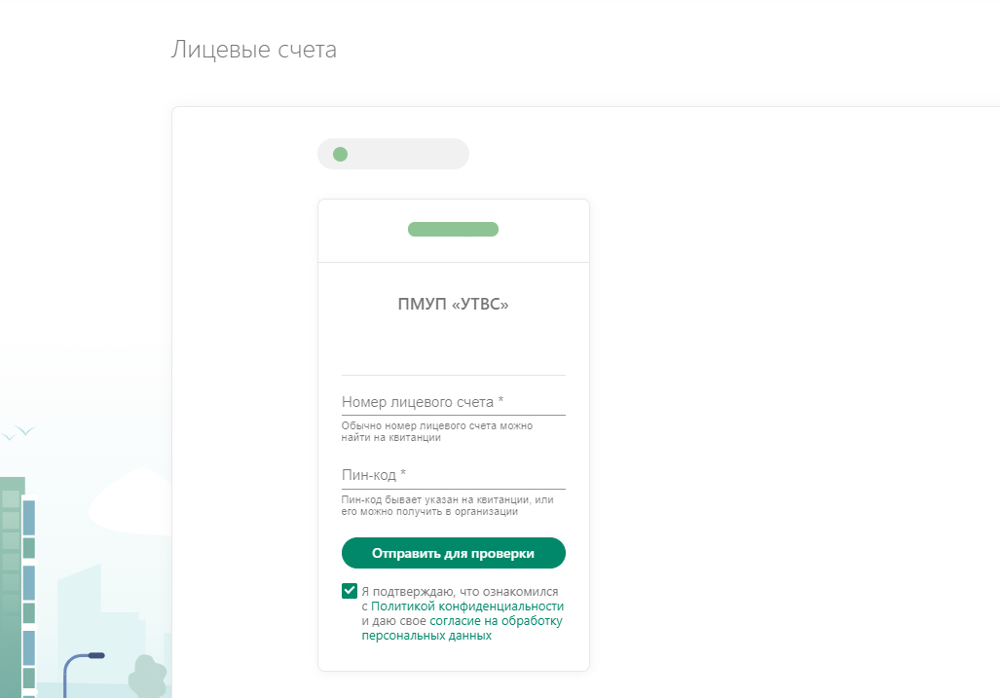 Лицевые счета
ПМУП «УТВС»
Номер лицевого счета *
Обычно номер лицевого счета можно
найти на квитанции
Пин-код *
Пин-код бывает указан на квитанции, или
его можно получить в организации
Отправить для проверки
Я подтверждаю, что ознакомился
с Политикой конфиденциальности
и даю свое согласие на обработку
персональных данных